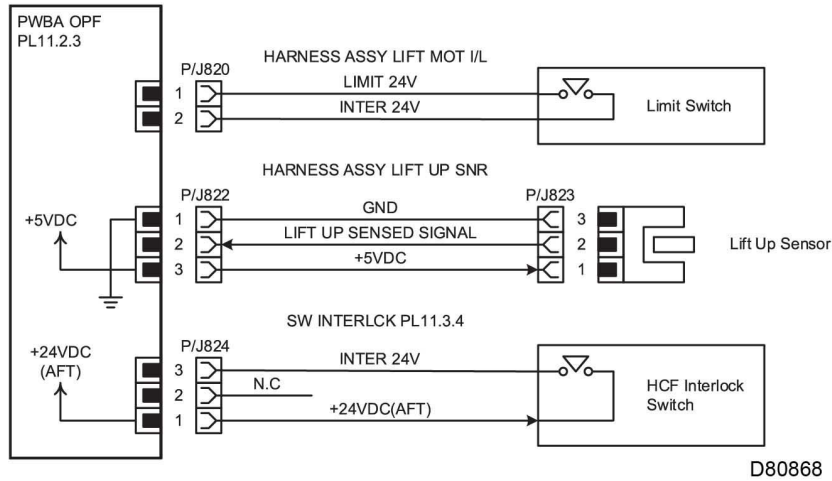 PWBA OPF
PL11.2.3
HARNESS ASSY LIFT MOT I/L
P/J820
1
LIMIT 24V
2
INTER 24V
Limit Switch
HARNESS ASSY LIFT UP SNR
P/J822
P/J823
+5VDC
1
GND
3
2
LIFT UP SENSED SIGNAL
2
Lift Up Sensor
3
+5VDC
1
SW INTERLCK PL11.3.4
P/J824
+24VDC
(AFT)
3
INTER 24V
2
N.C
1
+24VDC(AFT)
HCF Interlock
Switch
D80868